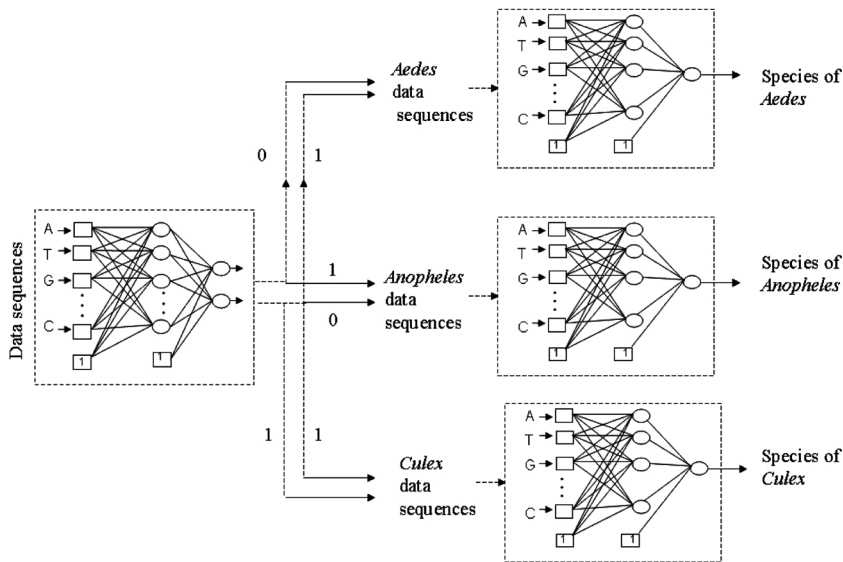 Data sequences
A
T
G
C
1
1
0
1
1
0
1
1
Aedes
data
sequences
A
T
G
C
1
1
Species of
Aedes
Anopheles
data
sequences
A
T
G
C
1
1
Species of
Anopheles
Culex
data
sequences
A
T
G
C
1
1
Species of
Culex